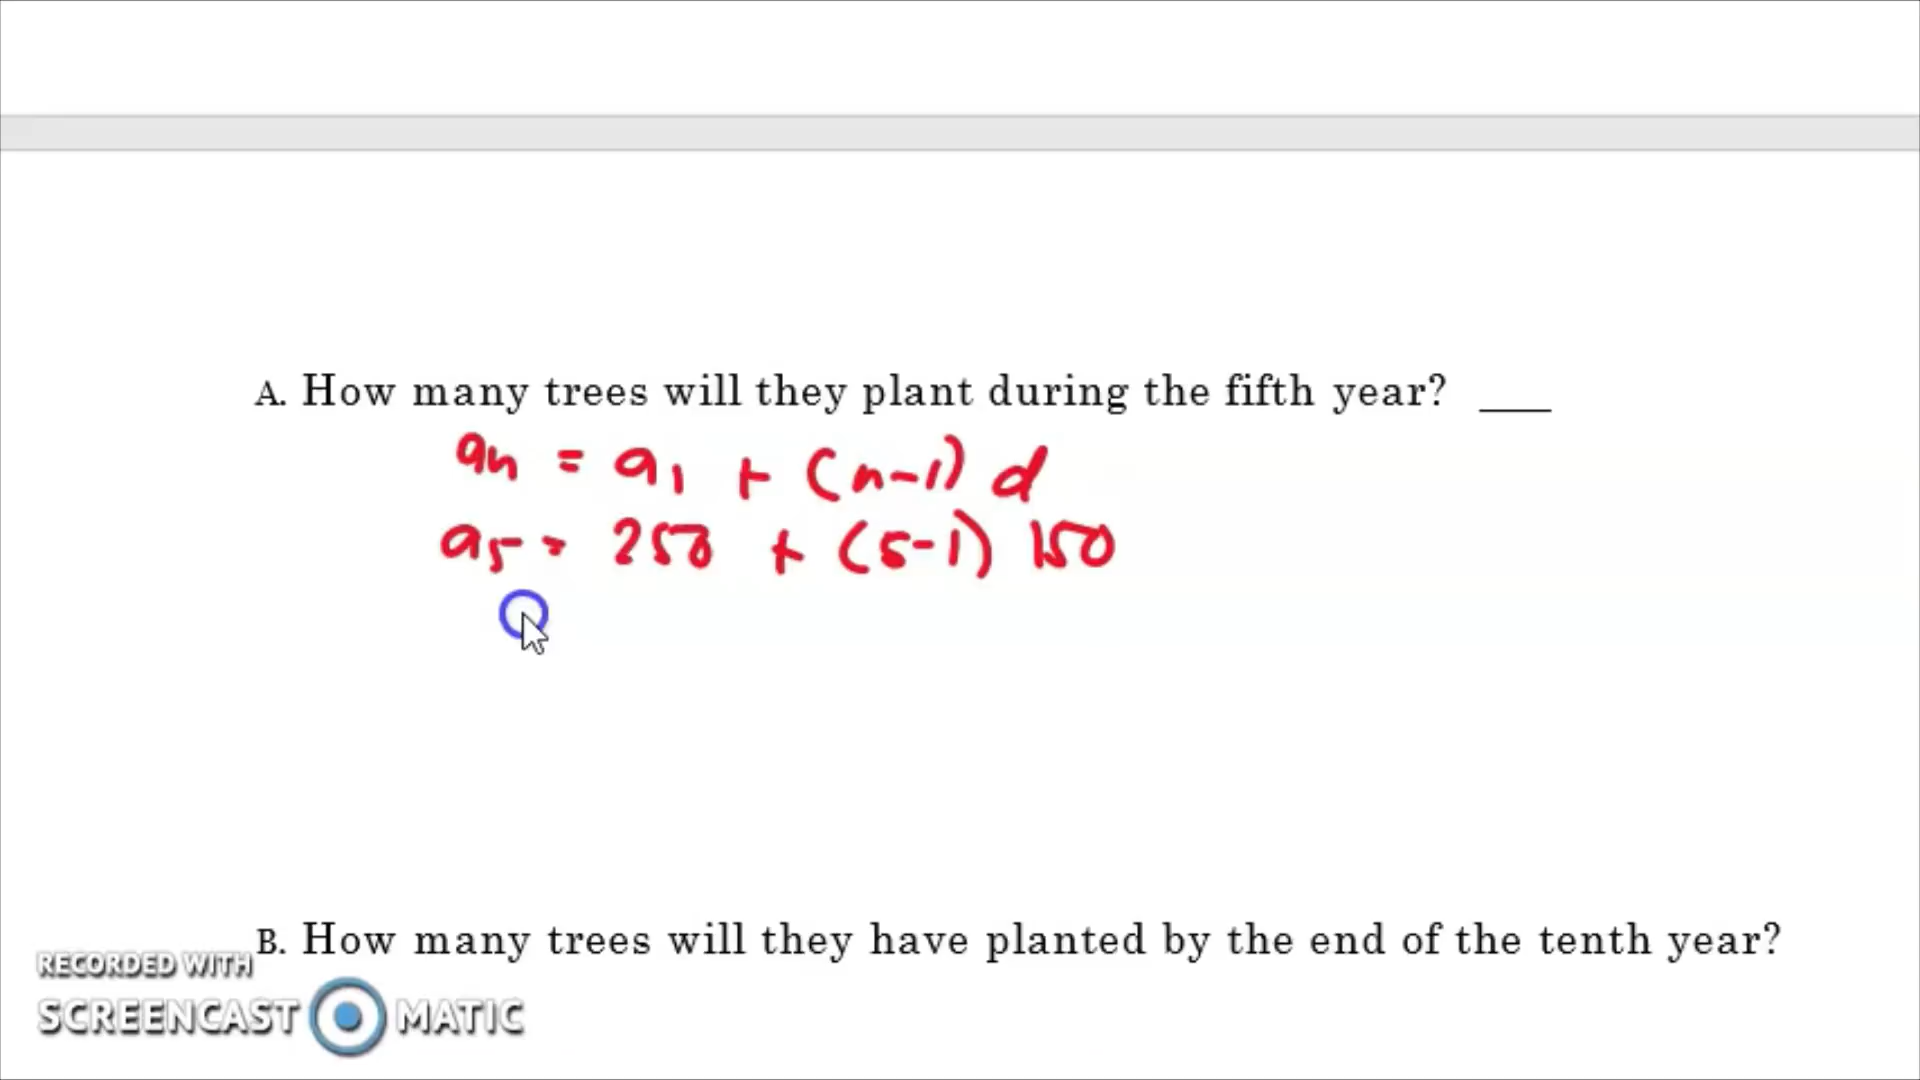 A. How many trees will they plant during the fifth year? ____
an = a1 + (n-1) d
a5 = 250 + (5-1) 150
B. How many trees will they have planted by the end of the tenth year?
RECORDED WITH
SCREENCAST MATIC